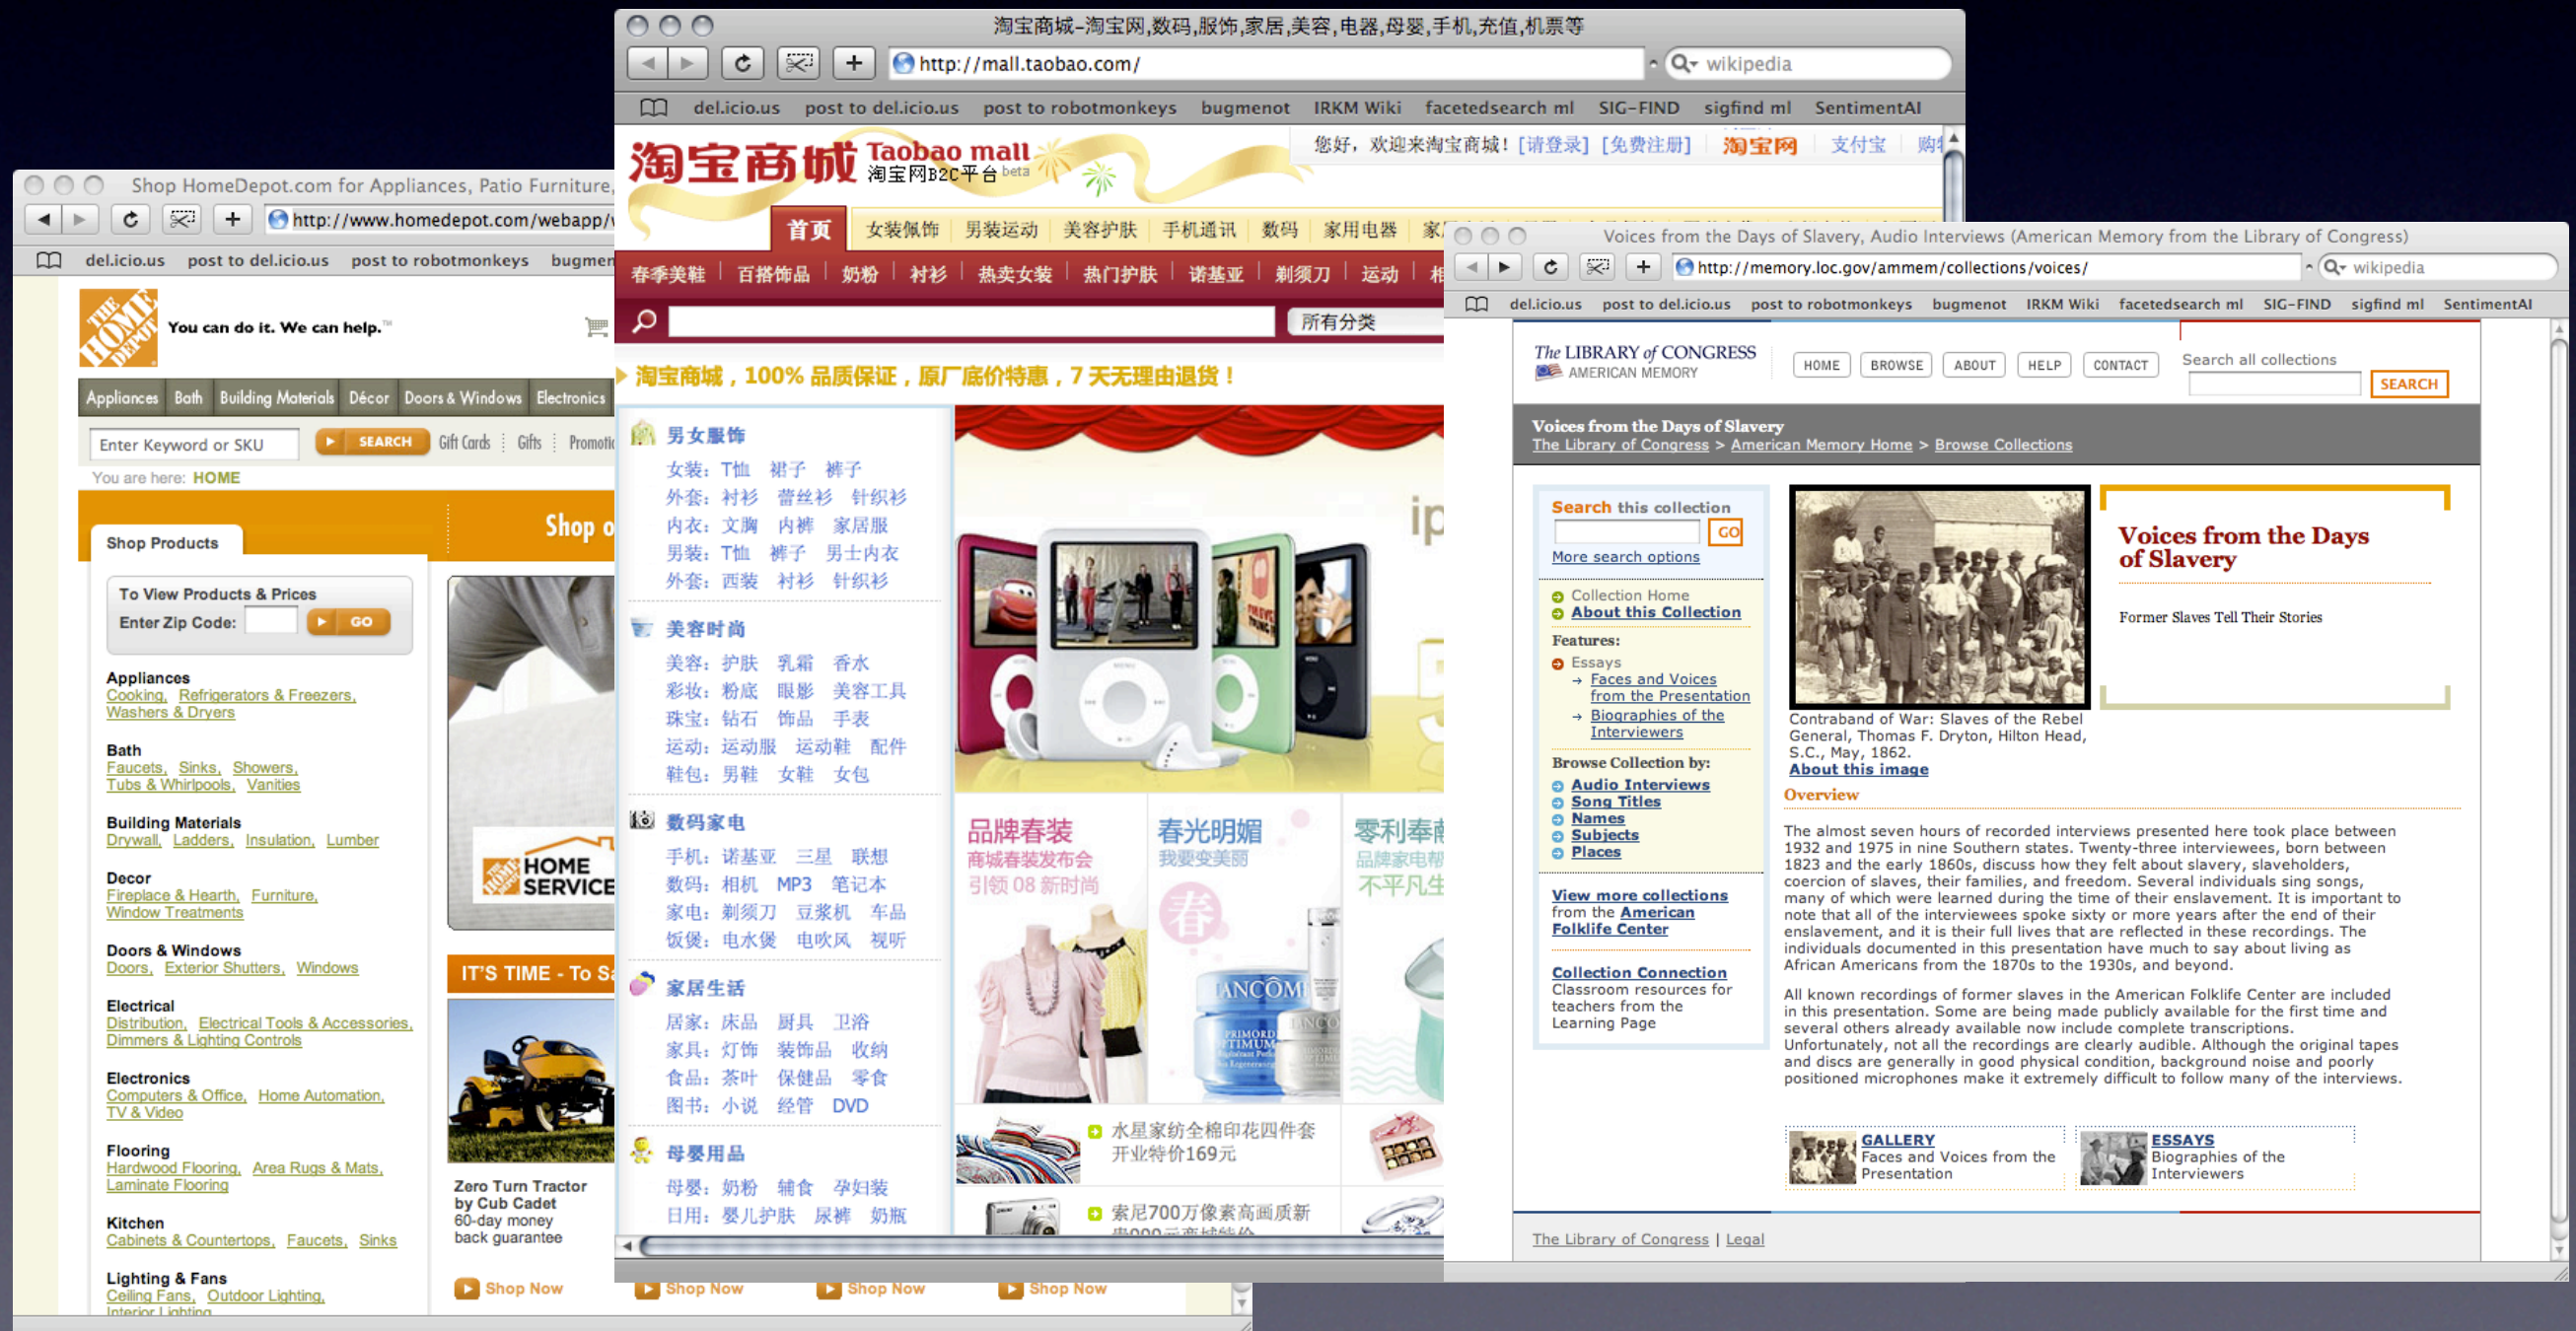 Shop HomeDepot.com for Appliances, Patio Furniture,
http://www.homedepot.com/webapp/
del.icio.us post to del.icio.us post to robotmonkeys
THE HOME DEPOT
You can do it. We can help.™
Appliances Bath Building Materials Décor Doors & Windows Electronics
Enter Keyword or SKU SEARCH Gift Cards Gifts
You are here: HOME
Shop
Shop Products
To View Products & Prices
Enter Zip Code: GO
Appliances
Cooking, Refrigerators & Freezers,
Washers & Dryers
Bath
Faucets, Sinks, Showers,
Tubs & Whirlpools, Vanities
Building Materials
Drywall, Ladders, Insulation, Lumber
Decor
Fireplace & Hearth, Furniture,
Window Treatments
Doors & Windows
Doors, Exterior Shutters, Windows
Electrical
Distribution, Electrical Tools & Accessories,
Dimmers & Lighting Controls
Electronics
Computers & Office, Home Automation,
TV & Video
Flooring
Hardwood Flooring, Area Rugs & Mats,
Laminate Flooring
Kitchen
Cabinets & Countertops, Faucets, Sinks
Lighting & Fans
Ceiling Fans, Outdoor Lighting,
Interior Lighting
HOME
SERVICE
IT'S TIME - To
Zero Turn Tractor
by Cub Cadet
60-day money
back guarantee
Shop Now Shop Now Shop Now Shop Now
淘宝商城-淘宝网,数码,服饰,家居,美容,电器,母婴,手机,充值,机票等
http://mall.taobao.com/ wikipedia
del.icio.us post to del.icio.us post to robotmonkeys bugmenot IRKM Wiki facetedsearch ml SIG-FIND sigfind ml SentimentAI
淘宝商城 Taobao mall
淘宝网B2C平台 beta
您好，欢迎来淘宝商城！[请登录] [免费注册] 淘宝网 支付宝
首页 女装佩饰 男装运动 美容护肤 手机通讯 数码 家用电器
春季美鞋 百搭饰品 奶粉 衬衫 热卖女装 热门护肤 诺基亚 剃须刀 运动
所有分类
淘宝商城，100% 品质保证，原厂底价特惠，7 天无理由退货！
男女服饰
女装：T恤 裙子 裤子
外套：衬衫 蕾丝衫 针织衫
内衣：文胸 内裤 家居服
男装：T恤 裤子 男士内衣
外套：西装 衬衫 针织衫
美容时尚
美容：护肤 乳霜 香水
彩妆：粉底 眼影 美容工具
珠宝：钻石 饰品 手表
运动：运动服 运动鞋 配件
鞋包：男鞋 女鞋 女包
数码家电
手机：诺基亚 三星 联想
数码：相机 MP3 笔记本
家电：剃须刀 豆浆机 车品
饭煲：电水煲 电吹风 视听
家居生活
居家：床品 厨具 卫浴
家具：灯饰 装饰品 收纳
食品：茶叶 保健品 零食
图书：小说 经管 DVD
母婴用品
母婴：奶粉 辅食 孕妇装
日用：婴儿护肤 尿裤 奶瓶
ip
品牌春装
商城春装发布会
引领 08 新时尚
春光明媚
我要变美丽
春
LANCÔME
零利奉
品牌家电帮
不平凡生
水星家纺全棉印花四件套
开业特价169元
索尼700万像素高画质新
Voices from the Days of Slavery, Audio Interviews (American Memory from the Library of Congress)
http://memory.loc.gov/ammem/collections/voices/ wikipedia
del.icio.us post to del.icio.us post to robotmonkeys bugmenot IRKM Wiki facetedsearch ml SIG-FIND sigfind ml SentimentAI
The LIBRARY of CONGRESS
AMERICAN MEMORY
HOME BROWSE ABOUT HELP CONTACT
Search all collections
SEARCH
Voices from the Days of Slavery
The Library of Congress > American Memory Home > Browse Collections
Search this collection
GO
More search options
Collection Home
About this Collection
Features:
Essays
→ Faces and Voices
from the Presentation
→ Biographies of the
Interviewers
Browse Collection by:
Audio Interviews
Song Titles
Names
Subjects
Places
View more collections
from the American
Folklife Center
Collection Connection
Classroom resources for
teachers from the
Learning Page
Voices from the Days
of Slavery
Former Slaves Tell Their Stories
Contraband of War: Slaves of the Rebel
General, Thomas F. Dryton, Hilton Head,
S.C., May, 1862.
About this image
Overview
The almost seven hours of recorded interviews presented here took place between
1932 and 1975 in nine Southern states. Twenty-three interviewees, born between
1823 and the early 1860s, discuss how they felt about slavery, slaveholders,
coercion of slaves, their families, and freedom. Several individuals sing songs,
many of which were learned during the time of their enslavement. It is important to
note that all of the interviewees spoke sixty or more years after the end of their
enslavement, and it is their full lives that are reflected in these recordings. The
individuals documented in this presentation have much to say about living as
African Americans from the 1870s to the 1930s, and beyond.
All known recordings of former slaves in the American Folklife Center are included
in this presentation. Some are being made publicly available for the first time and
several others already available now include complete transcriptions.
Unfortunately, not all the recordings are clearly audible. Although the original tapes
and discs are generally in good physical condition, background noise and poorly
positioned microphones make it extremely difficult to follow many of the interviews.
GALLERY
Faces and Voices from the
Presentation
ESSAYS
Biographies of the
Interviewers
The Library of Congress | Legal